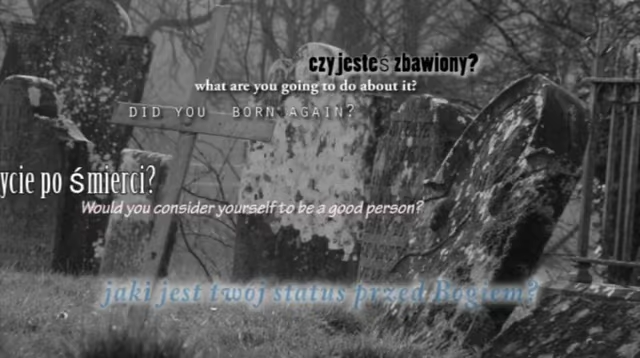 czy jesteś zbawiony?
what are you going to do about it?
DID YOU BORN AGAIN?
ycie po śmierci?
Would you consider yourself to be a good person?
jaki jest twój status przed Bogiem?